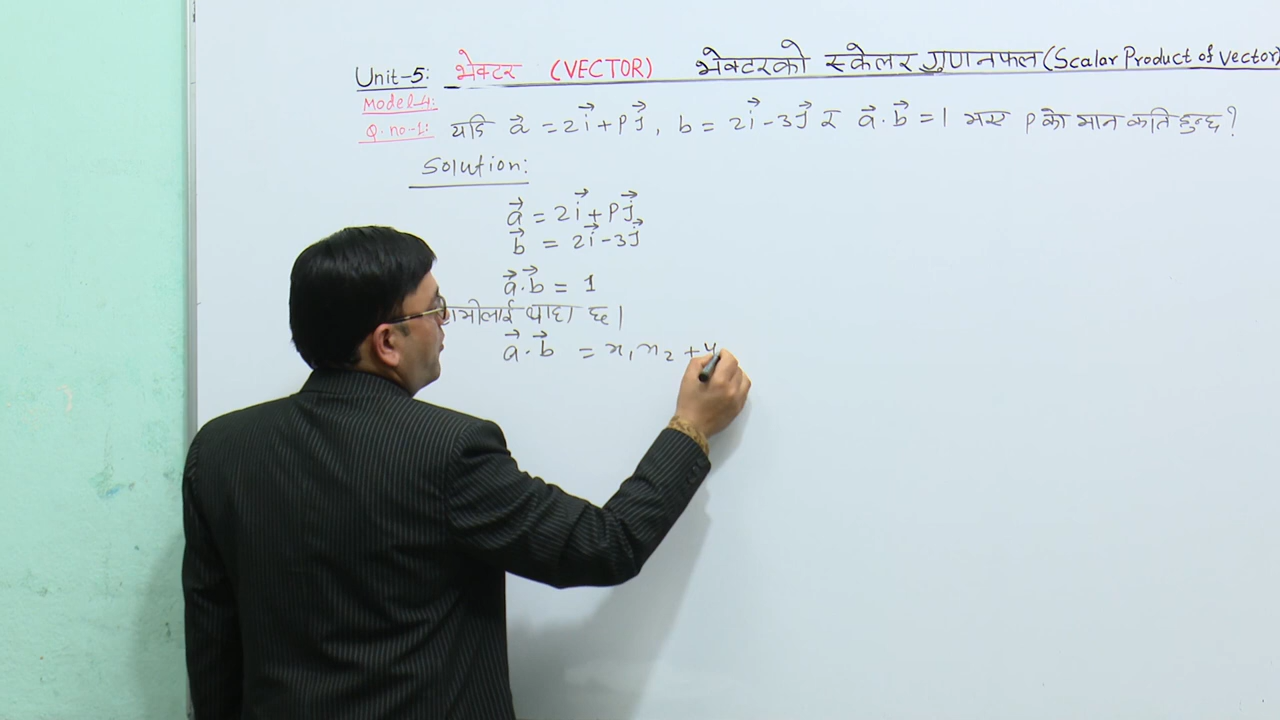 Unit-5: भेक्टर (VECTOR) भेक्टरको स्केलर गुणनफल (Scalar Product of Vector)
Model-4:
Q.no-1: यदि a⃗ = 2i⃗ + pj⃗, b = 2i⃗ - 3j⃗ र a⃗.b⃗ = 1 भए p को मान कति हुन्छ?
Solution:
a⃗ = 2i⃗ + pj⃗
b⃗ = 2i⃗ - 3j⃗
a⃗.b⃗ = 1
थाहा छ।
a⃗.b⃗ = x₁x₂ + y